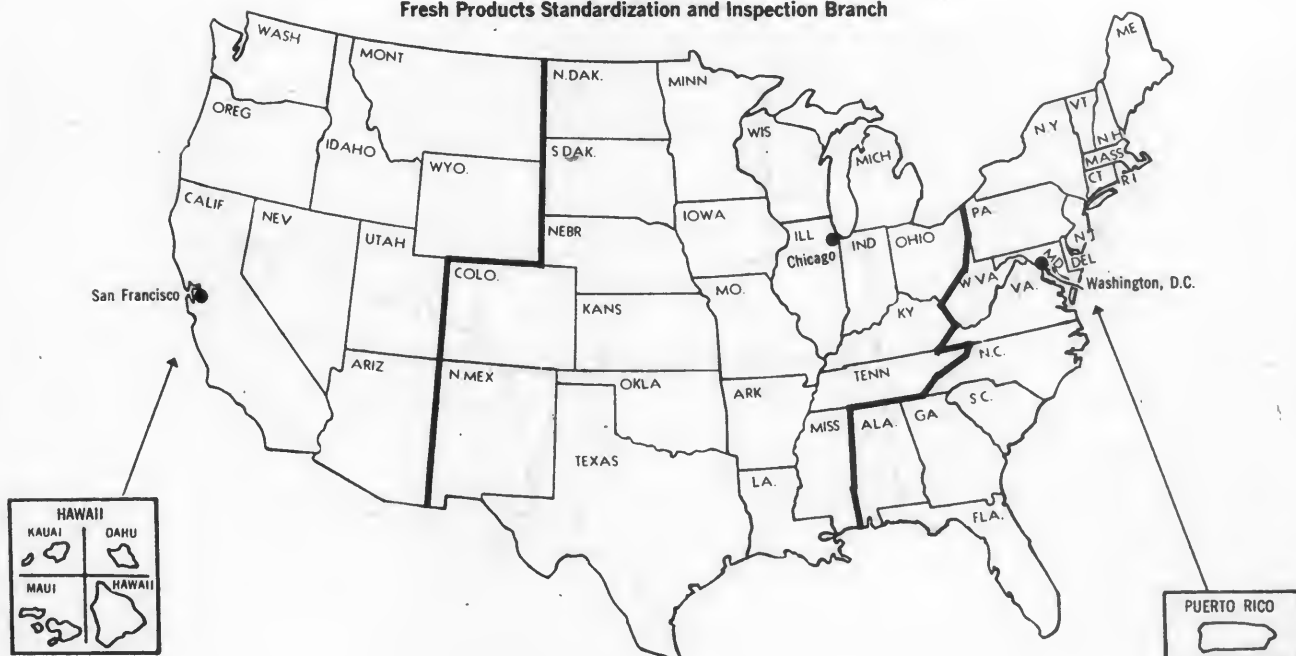 Fresh Products Standardization and Inspection Branch
WASH
MONT
N.DAK.
MINN
ME
OREG
IDAHO
WYO.
S DAK.
WIS
MICH
N.Y
VT
N H
MASS
CT
RI
CALIF
NEV
UTAH
COLO.
NEBR
IOWA
ILL
Chicago
IND
OHIO
PA.
N J
DEL
MD
Washington, D.C.
San Francisco
KANS
MO.
KY
W VA
VA.
ARIZ
N MEX
OKLA
ARK
TENN
N.C.
S C.
TEXAS
LA.
MISS
ALA.
GA
FLA.
HAWAII
KAUAI
OAHU
MAUI
HAWAII
PUERTO RICO